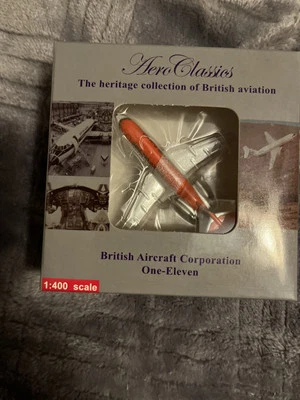 AeroClassics
The heritage collection of British aviation
British Aircraft Corporation
One-Eleven
1:400 scale